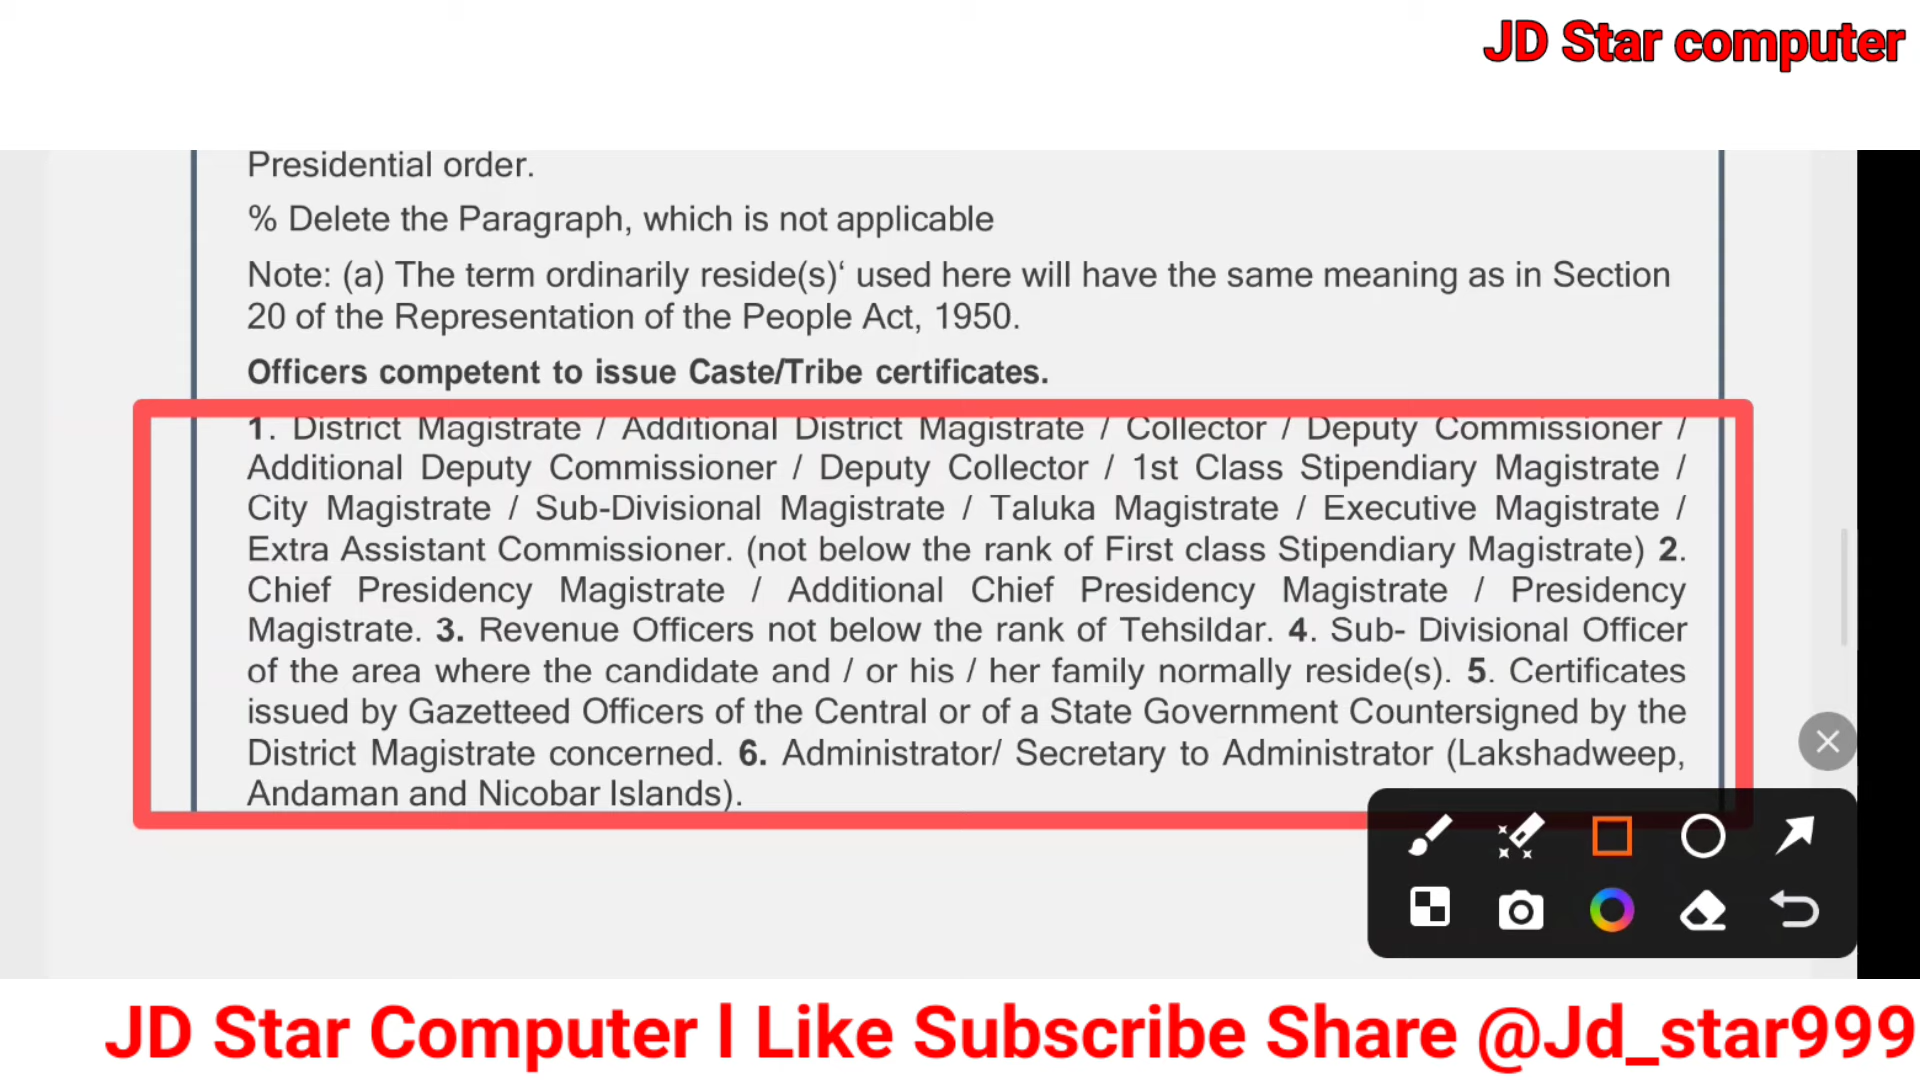 JD Star computer
Presidential order.
% Delete the Paragraph, which is not applicable
Note: (a) The term ordinarily reside(s)‘ used here will have the same meaning as in Section
20 of the Representation of the People Act, 1950.
Officers competent to issue Caste/Tribe certificates.
1. District Magistrate / Additional District Magistrate / Collector / Deputy Commissioner /
Additional Deputy Commissioner / Deputy Collector / 1st Class Stipendiary Magistrate /
City Magistrate / Sub-Divisional Magistrate / Taluka Magistrate / Executive Magistrate /
Extra Assistant Commissioner. (not below the rank of First class Stipendiary Magistrate) 2.
Chief Presidency Magistrate / Additional Chief Presidency Magistrate / Presidency
Magistrate. 3. Revenue Officers not below the rank of Tehsildar. 4. Sub- Divisional Officer
of the area where the candidate and / or his / her family normally reside(s). 5. Certificates
issued by Gazetteed Officers of the Central or of a State Government Countersigned by the
District Magistrate concerned. 6. Administrator/ Secretary to Administrator (Lakshadweep,
Andaman and Nicobar Islands).
JD Star Computer l Like Subscribe Share @Jd_star999